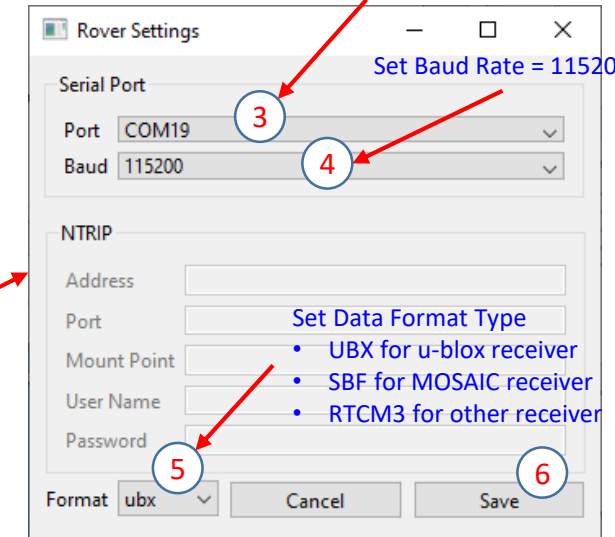 Rover Settings
Set Baud Rate = 11520
Serial Port
3
Port COM19
4
Baud 115200
NTRIP
Address
Port
Set Data Format Type
• UBX for u-blox receiver
Mount Point
• SBF for MOSAIC receiver
User Name
• RTCM3 for other receiver
Password
5
6
Format ubx
Cancel
Save